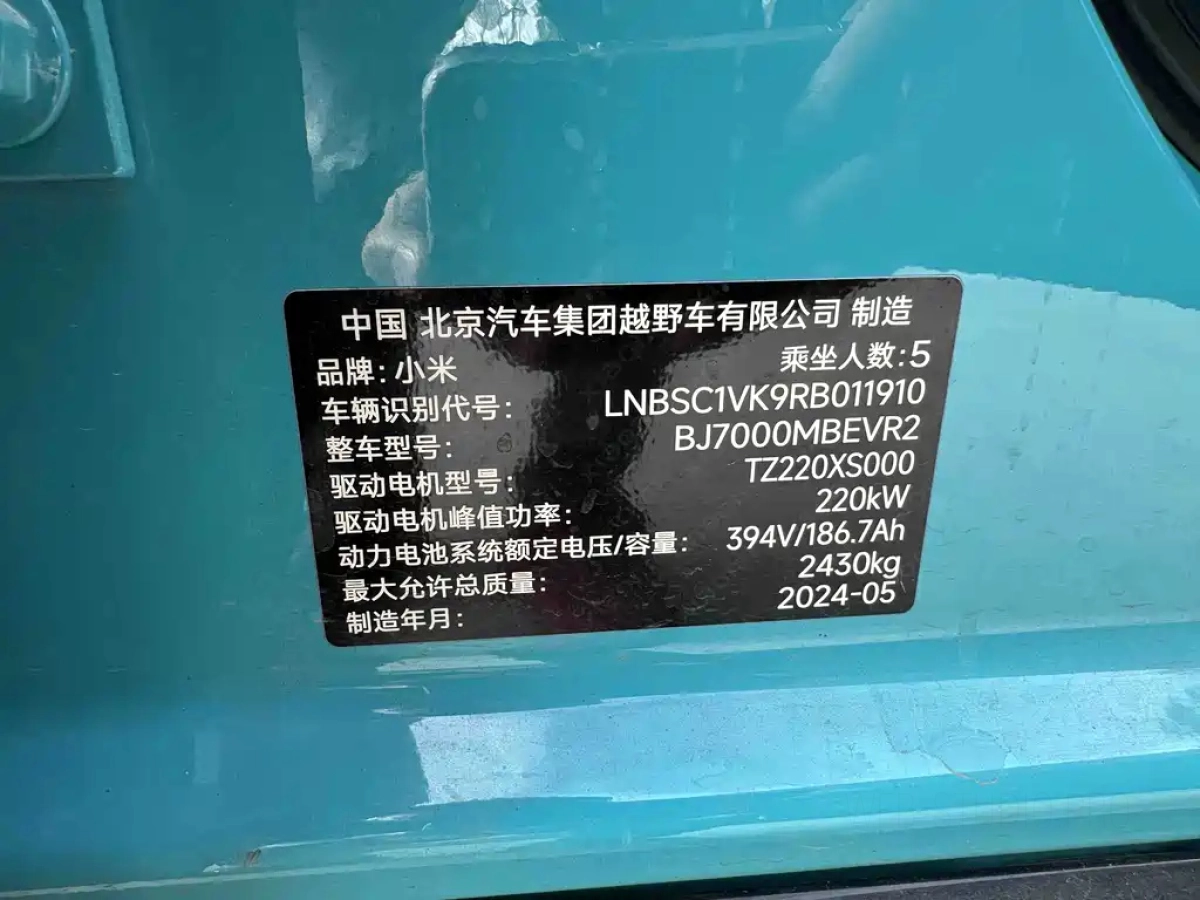 中国 北京汽车集团越野车有限公司 制造
品牌：小米 乘坐人数：5
车辆识别代号： LNBSC1VK9RB011910
整车型号： BJ7000MBEVR2
驱动电机型号： TZ220XS000
驱动电机峰值功率： 220kW
动力电池系统额定电压/容量： 394V/186.7Ah
最大允许总质量： 2430kg
制造年月： 2024-05